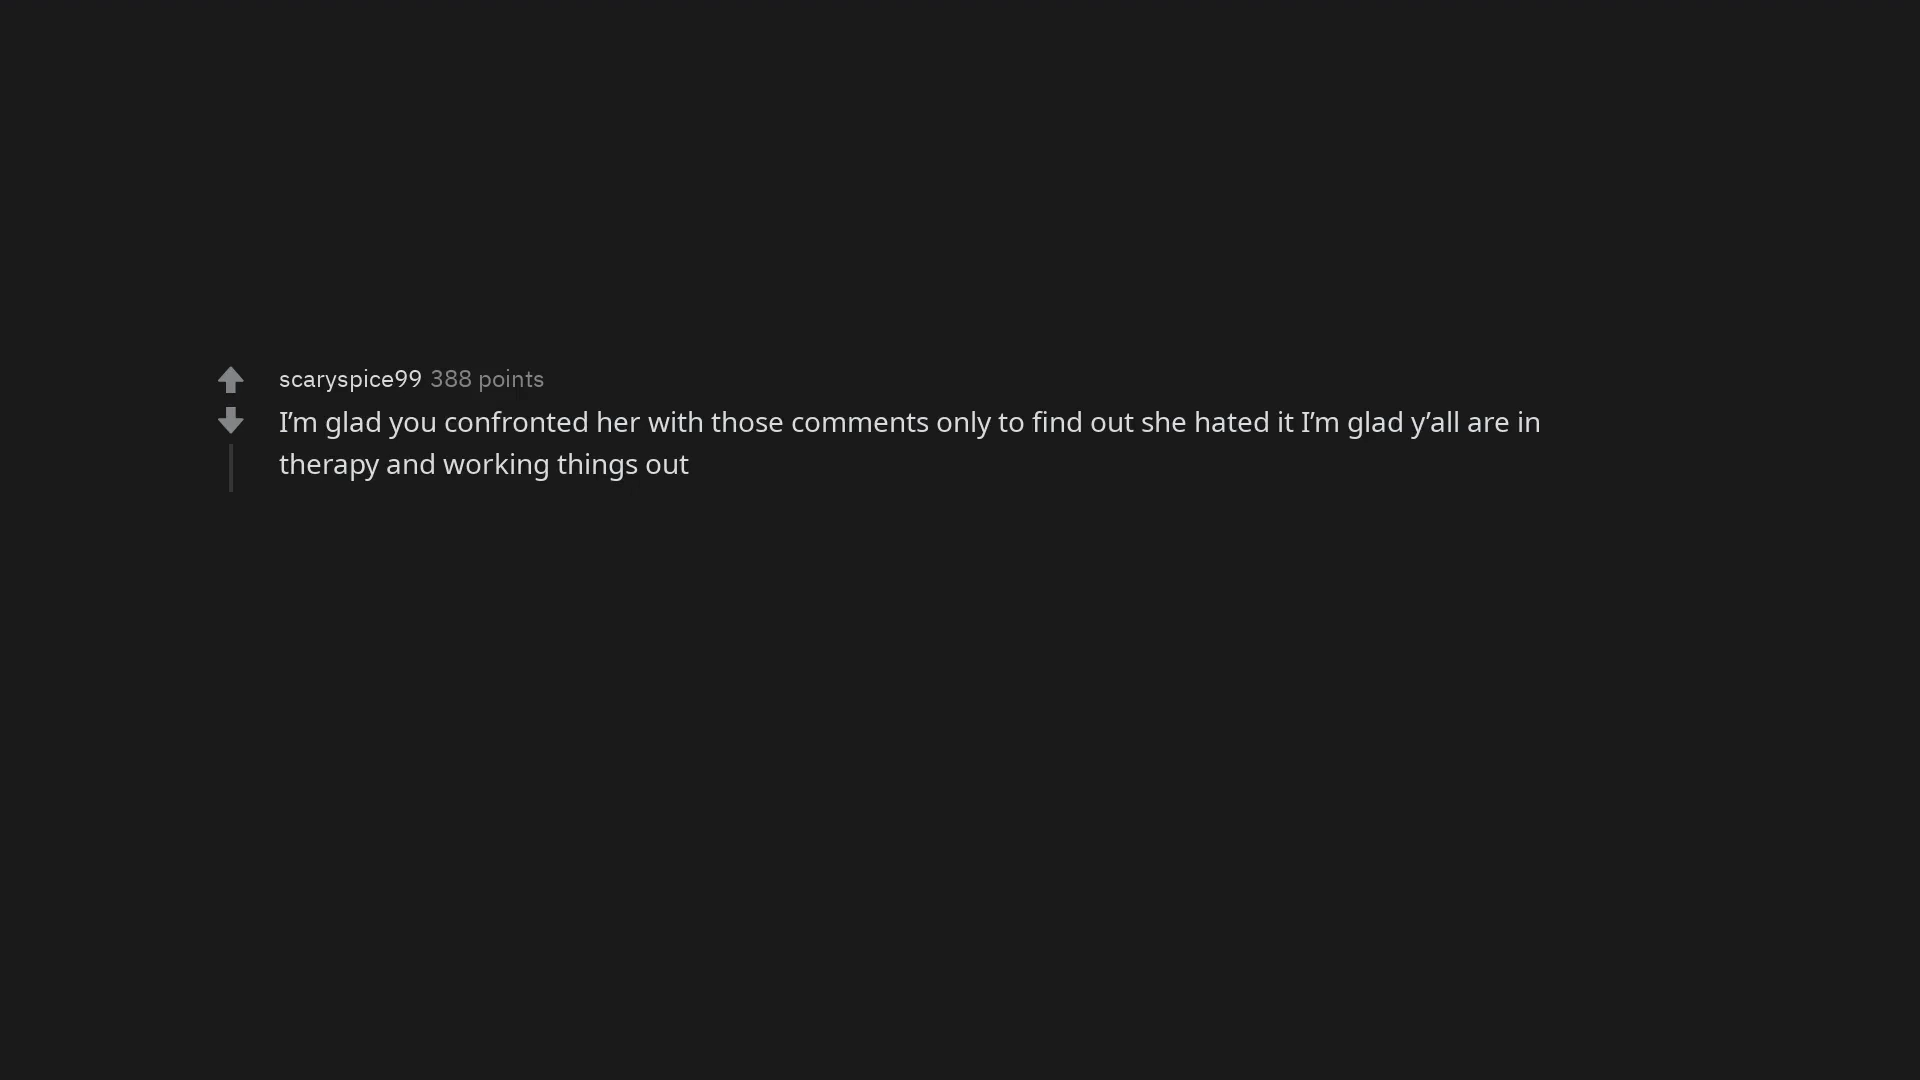 scaryspice99 388 points
I’m glad you confronted her with those comments only to find out she hated it I’m glad y’all are in
therapy and working things out